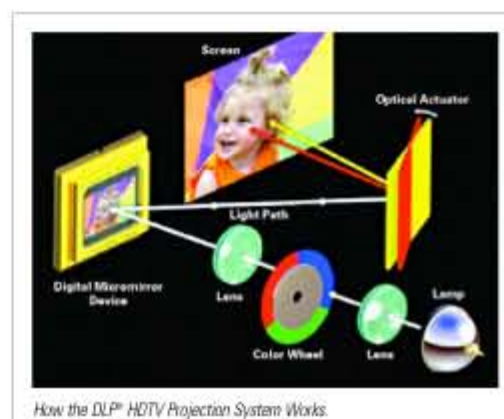 Screen
Optical Actuator
Light Path
Digital Micromirror
Device
Lens
Lens
Lamp
Color Wheel
How the DLP® HDTV Projection System Works.